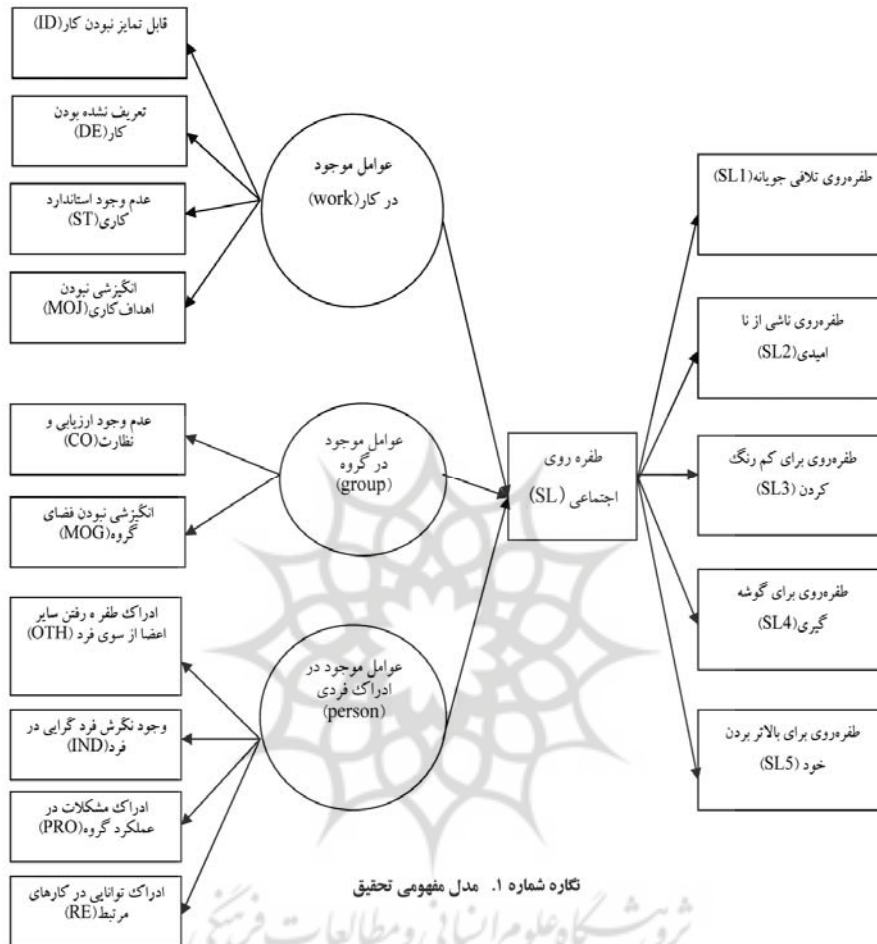 قابل تمایز نبودن کار(ID)
تعریف نشده بودن
کار(DE)
عدم وجود استاندارد
کاری(ST)
انگیزشی نبودن
اهداف کاری(MOJ)
عدم وجود ارزیابی و
نظارت(CO)
انگیزشی نبودن فضای
گروه(MOG)
ادراک طفره رفتن سایر
اعضا از سوی فرد (OTH)
وجود نگرش فرد گرایی در
فرد(IND)
ادراک مشکلات در
عملکرد گروه(PRO)
ادراک توانایی در کارهای
مرتبط(RE)
عوامل موجود
در کار(work)
عوامل موجود
در گروه
(group)
عوامل موجود در
ادراک فردی
(person)
طفره روی
اجتماعی (SL)
طفره‌روی تلافی جویانه(SL1)
طفره‌روی ناشی از نا
امیدی(SL2)
طفره‌روی برای کم رنگ
کردن (SL3)
طفره‌روی برای گوشه
گیری(SL4)
طفره‌روی برای بالاتر بردن
خود (SL5)
نگاره شماره ۱. مدل مفهومی تحقیق
پژوهشگاه علوم انسانی و مطالعات فرهنگی